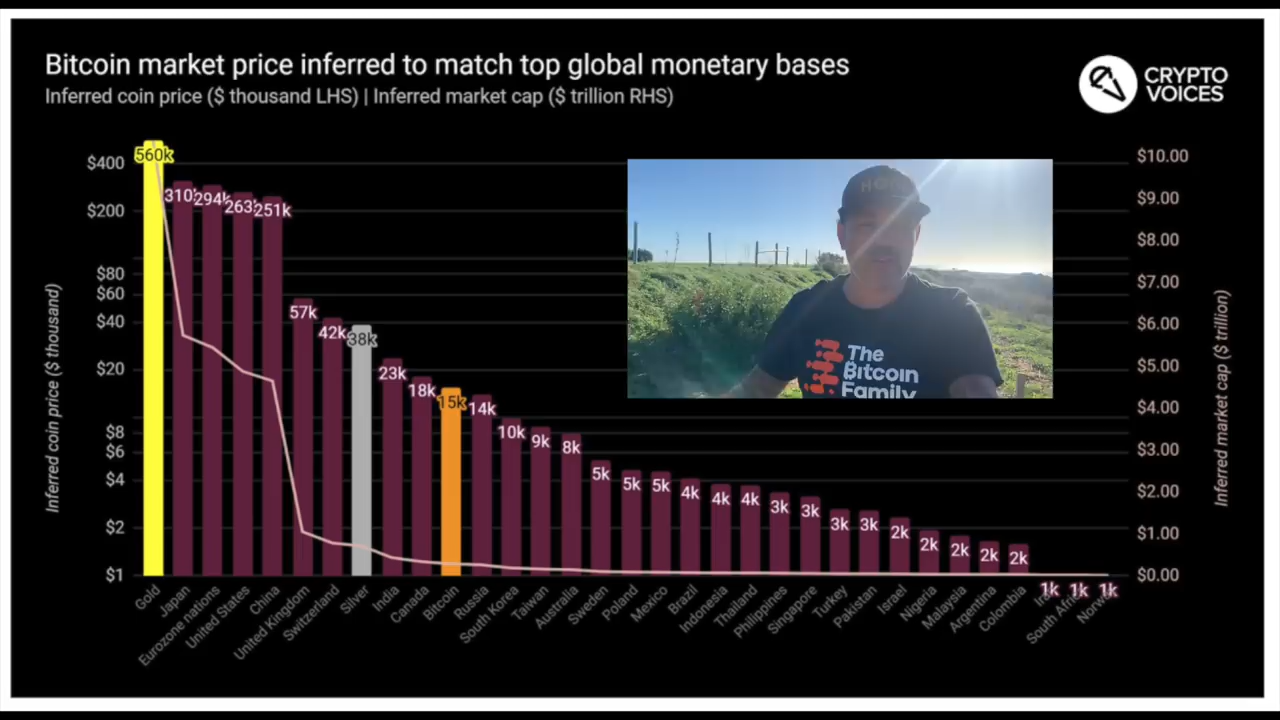 Bitcoin market price inferred to match top global monetary bases
Inferred coin price ($ thousand LHS) | Inferred market cap ($ trillion RHS)
CRYPTO
VOICES
Inferred coin price ($ thousand)
$400
$200
$80
$60
$40
$20
$8
$6
$4
$2
$1
560k
310k
294k
263k
251k
57k
42k
38k
23k
18k
15k
14k
10k
9k
8k
5k
5k
5k
4k
4k
4k
3k
3k
3k
3k
2k
2k
2k
2k
2k
1k
1k
1k
The
Bitcoin
Family
$10.00
$9.00
$8.00
$7.00
$6.00
$5.00
$4.00
$3.00
$2.00
$1.00
$0.00
Inferred market cap ($ trillion)
Gold
Japan
Eurozone nations
United States
China
United Kingdom
Switzerland
Silver
India
Canada
Bitcoin
Russia
South Korea
Taiwan
Australia
Sweden
Poland
Mexico
Brazil
Indonesia
Thailand
Philippines
Singapore
Turkey
Pakistan
Israel
Nigeria
Malaysia
Argentina
Colombia
South Africa
Norway